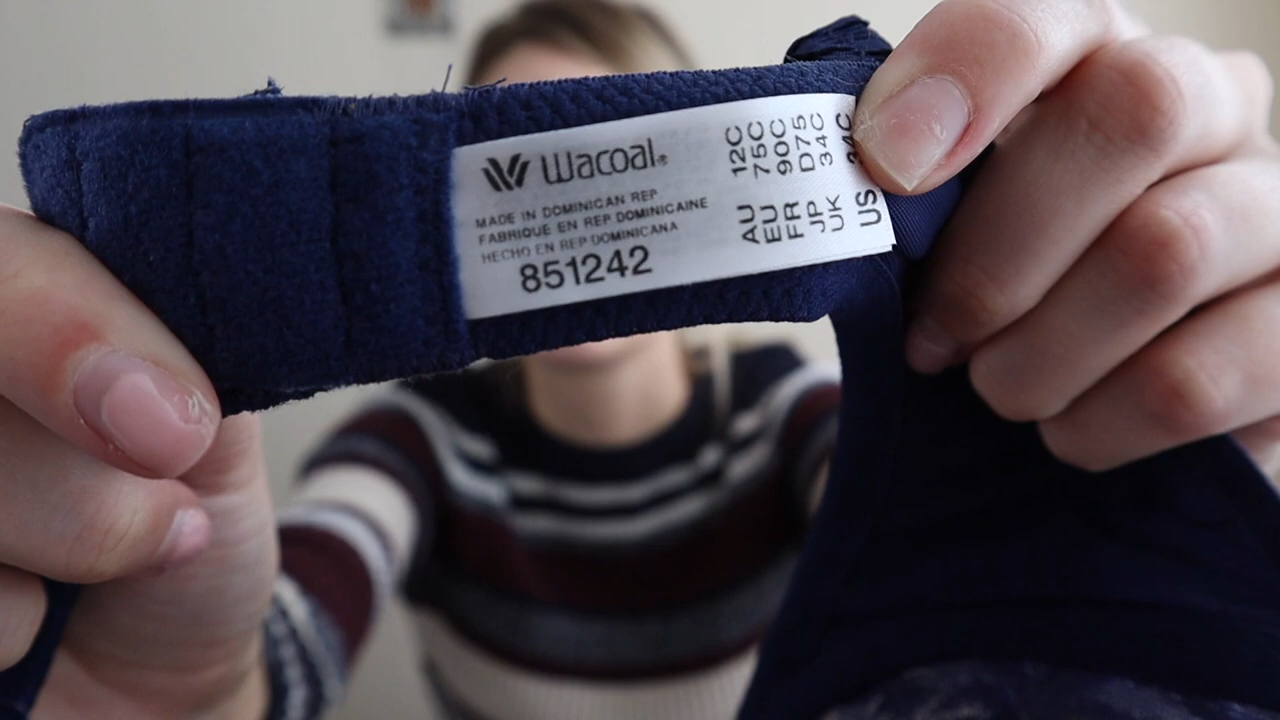 Wacoal®
MADE IN DOMINICAN REP
FABRIQUÉ EN REP DOMINICAINE
HECHO EN REP DOMINICANA
851242
AU 12C
EU 75C
FR 90C
JP D75
UK 34C
US 34C